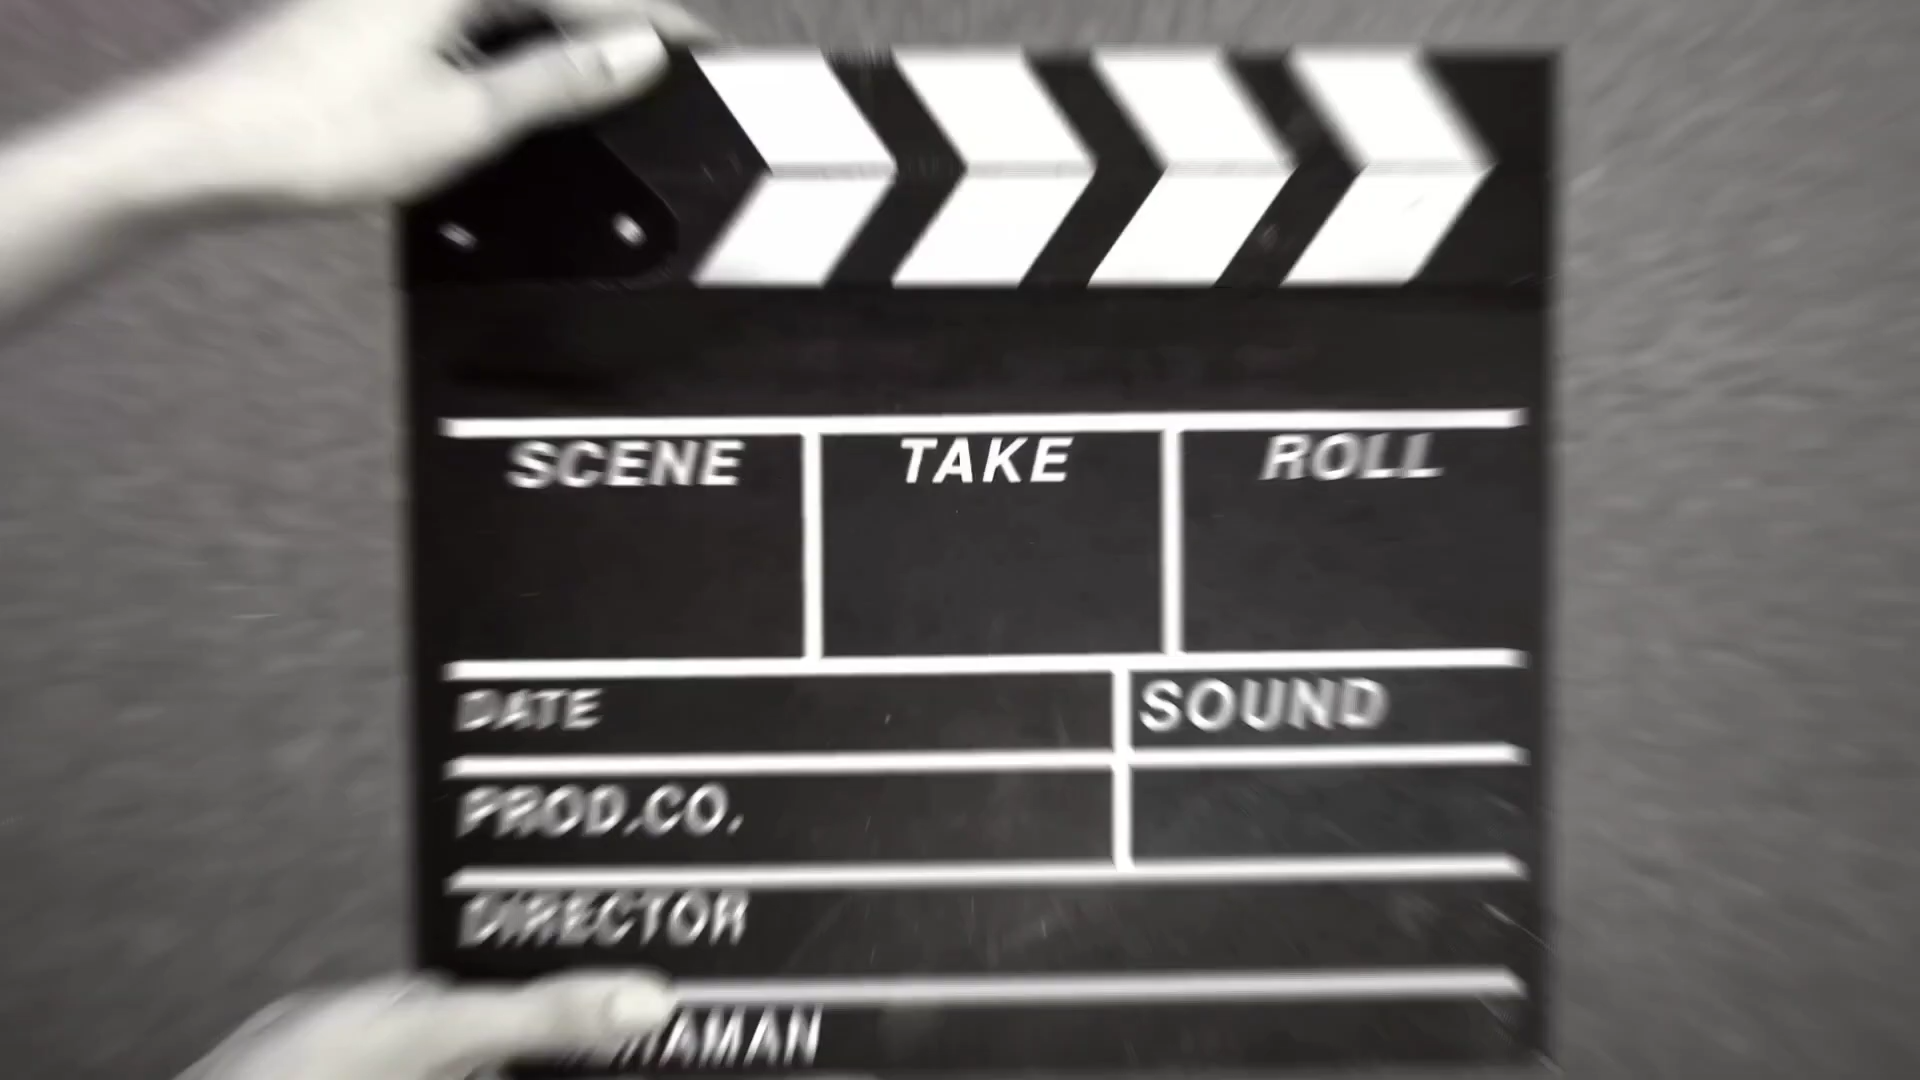 SCENE TAKE ROLL
DATE SOUND
PROD.CO.
DIRECTOR